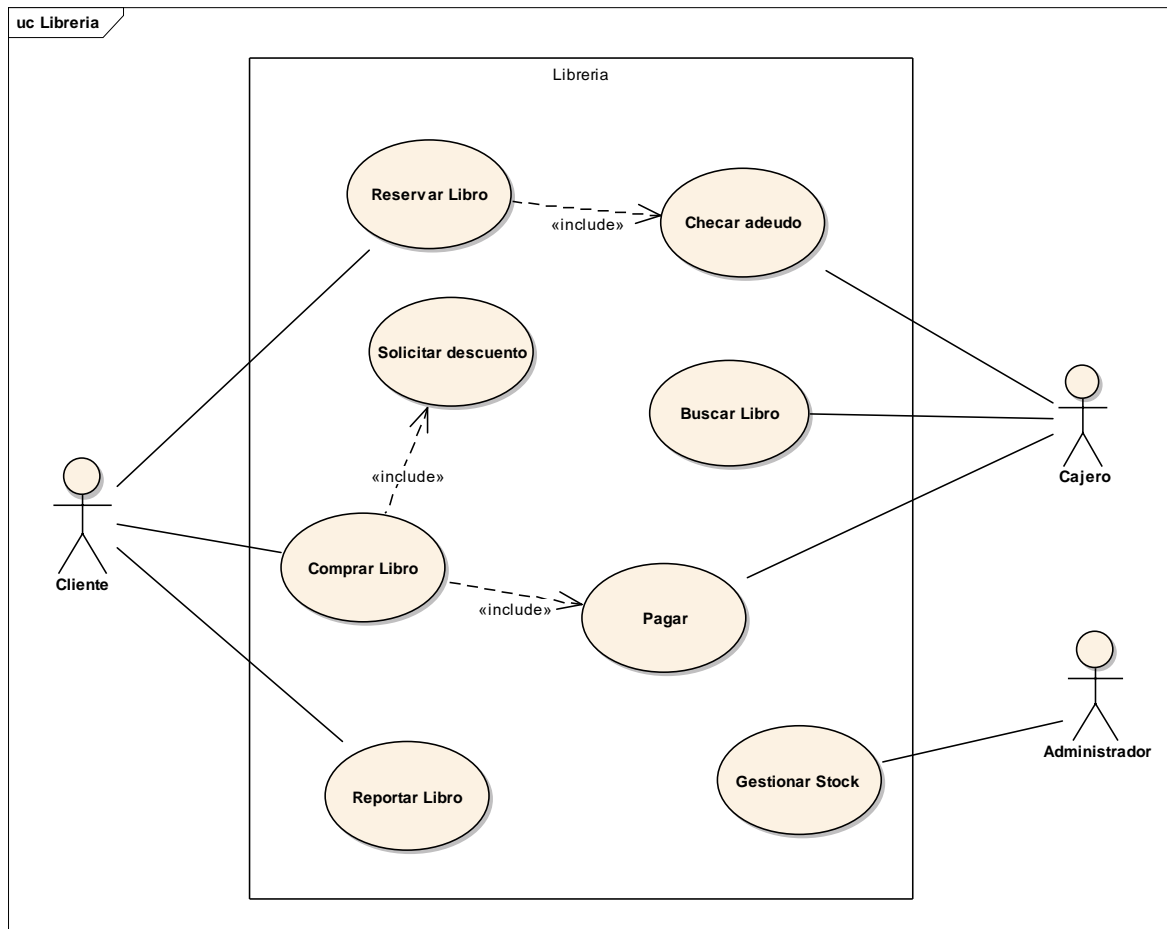 uc Libreria
Libreria
Reservar Libro
«include»
Checar adeudo
Solicitar descuento
Buscar Libro
Cajero
«include»
Cliente
Comprar Libro
«include»
Pagar
Administrador
Reportar Libro
Gestionar Stock